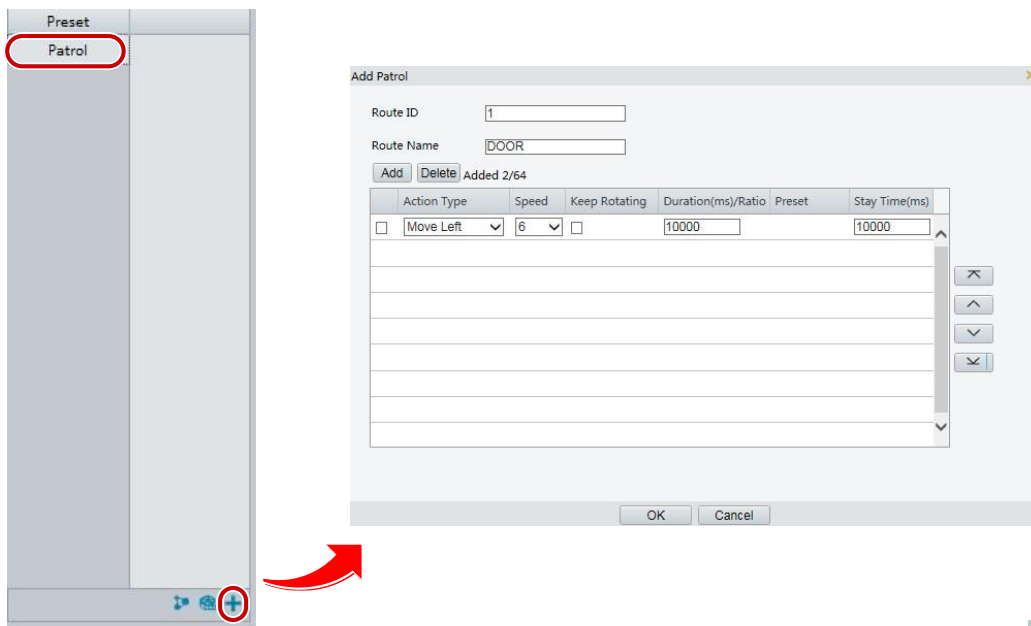 Preset
Patrol
Add Patrol
Route ID 1
Route Name DOOR
Add Delete Added 2/64
Action Type Speed Keep Rotating Duration(ms)/Ratio Preset Stay Time(ms)
Move Left 6 10000 10000
OK Cancel